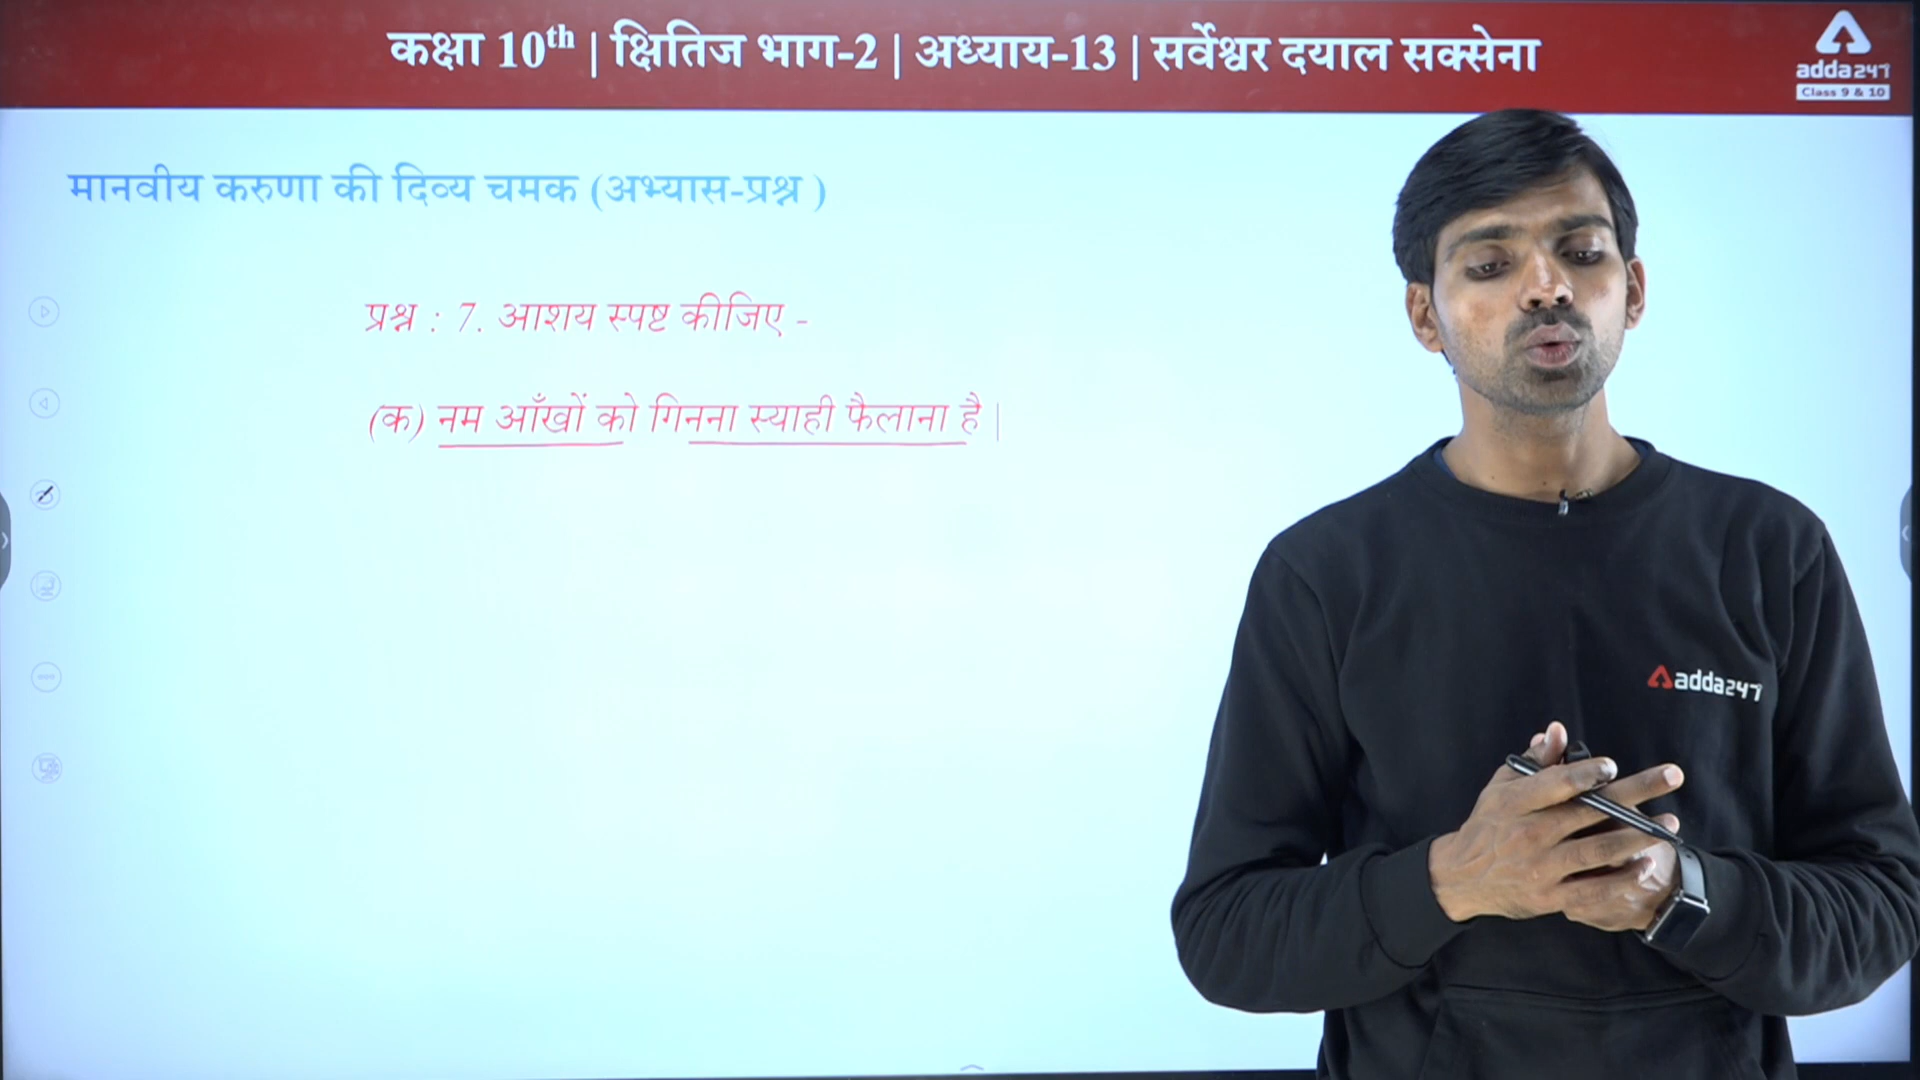 कक्षा 10th | क्षितिज भाग-2 | अध्याय-13 | सर्वेश्वर दयाल सक्सेना
adda247
Class 9 & 10
मानवीय करुणा की दिव्य चमक (अभ्यास-प्रश्न )
प्रश्न : 7. आशय स्पष्ट कीजिए -
(क) नम आँखों को गिनना स्याही फैलाना है |
adda247